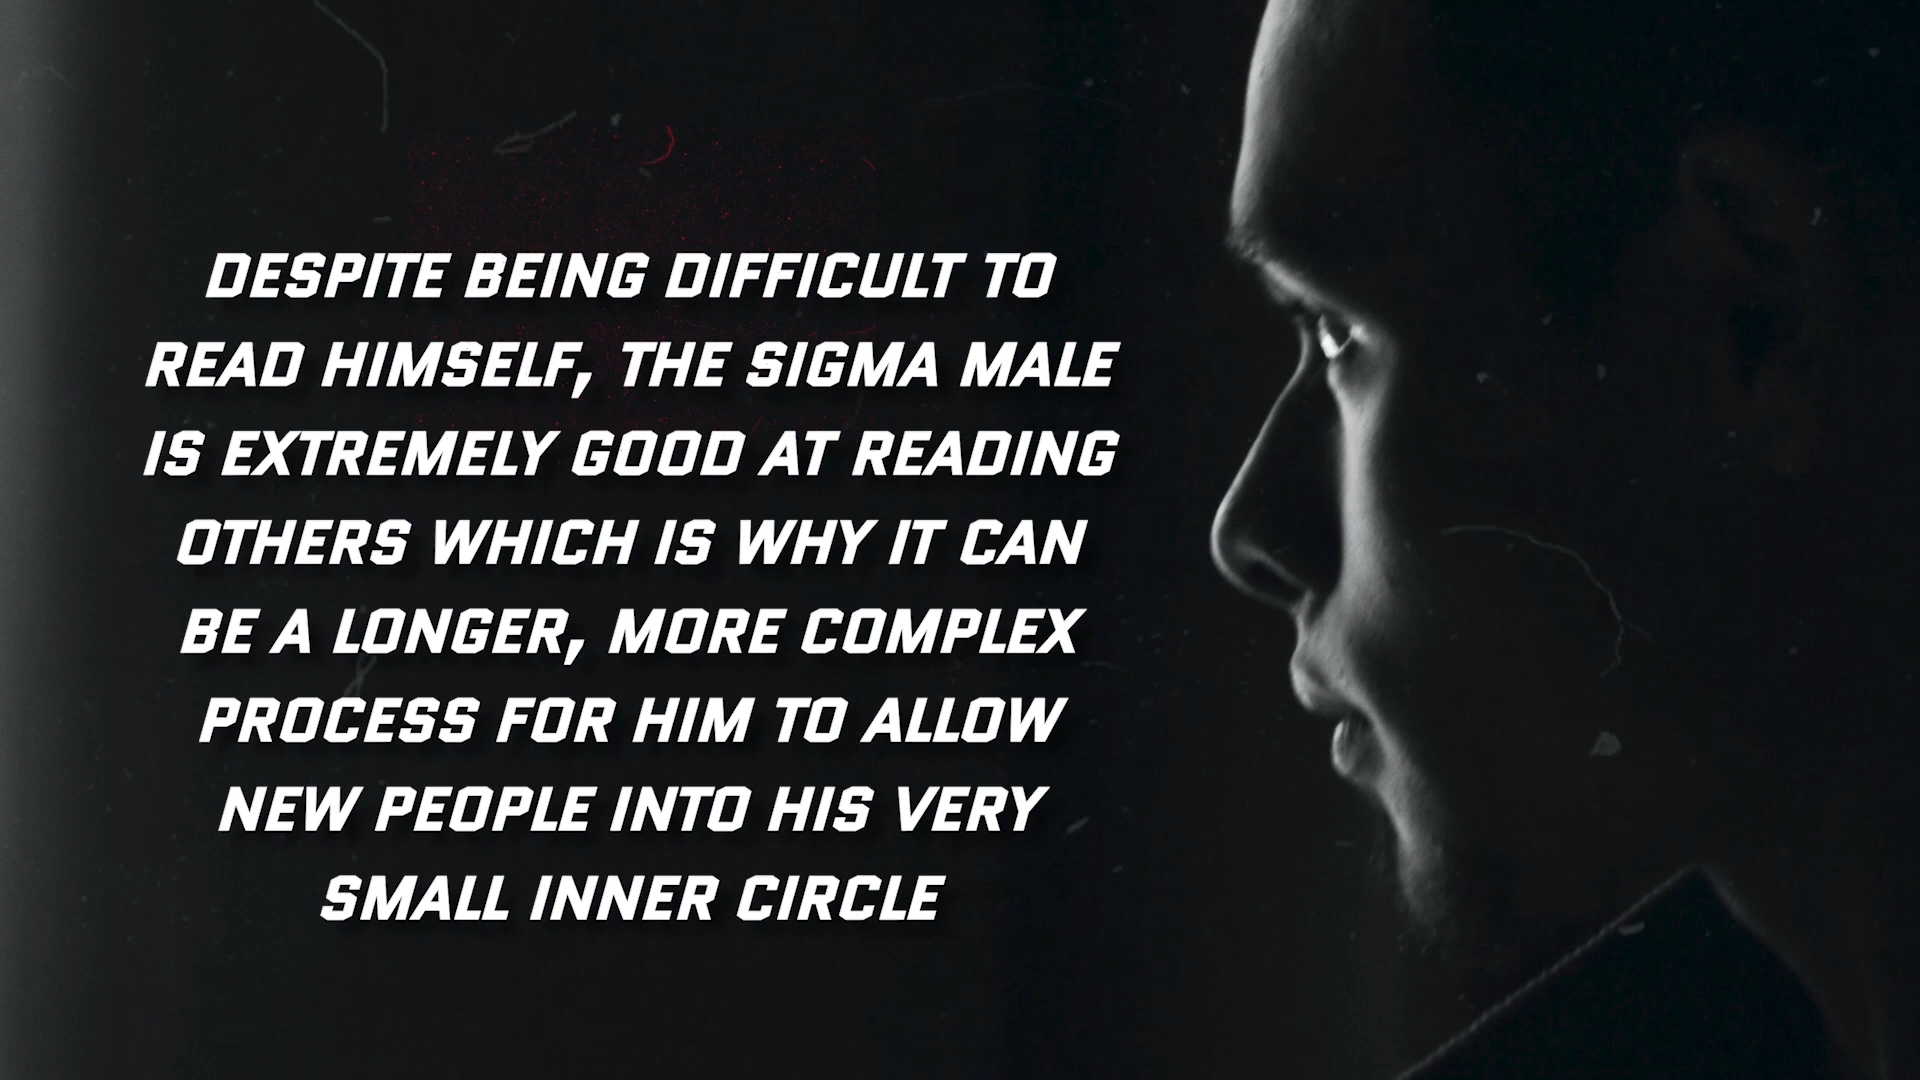 DESPITE BEING DIFFICULT TO
READ HIMSELF, THE SIGMA MALE
IS EXTREMELY GOOD AT READING
OTHERS WHICH IS WHY IT CAN
BE A LONGER, MORE COMPLEX
PROCESS FOR HIM TO ALLOW
NEW PEOPLE INTO HIS VERY
SMALL INNER CIRCLE